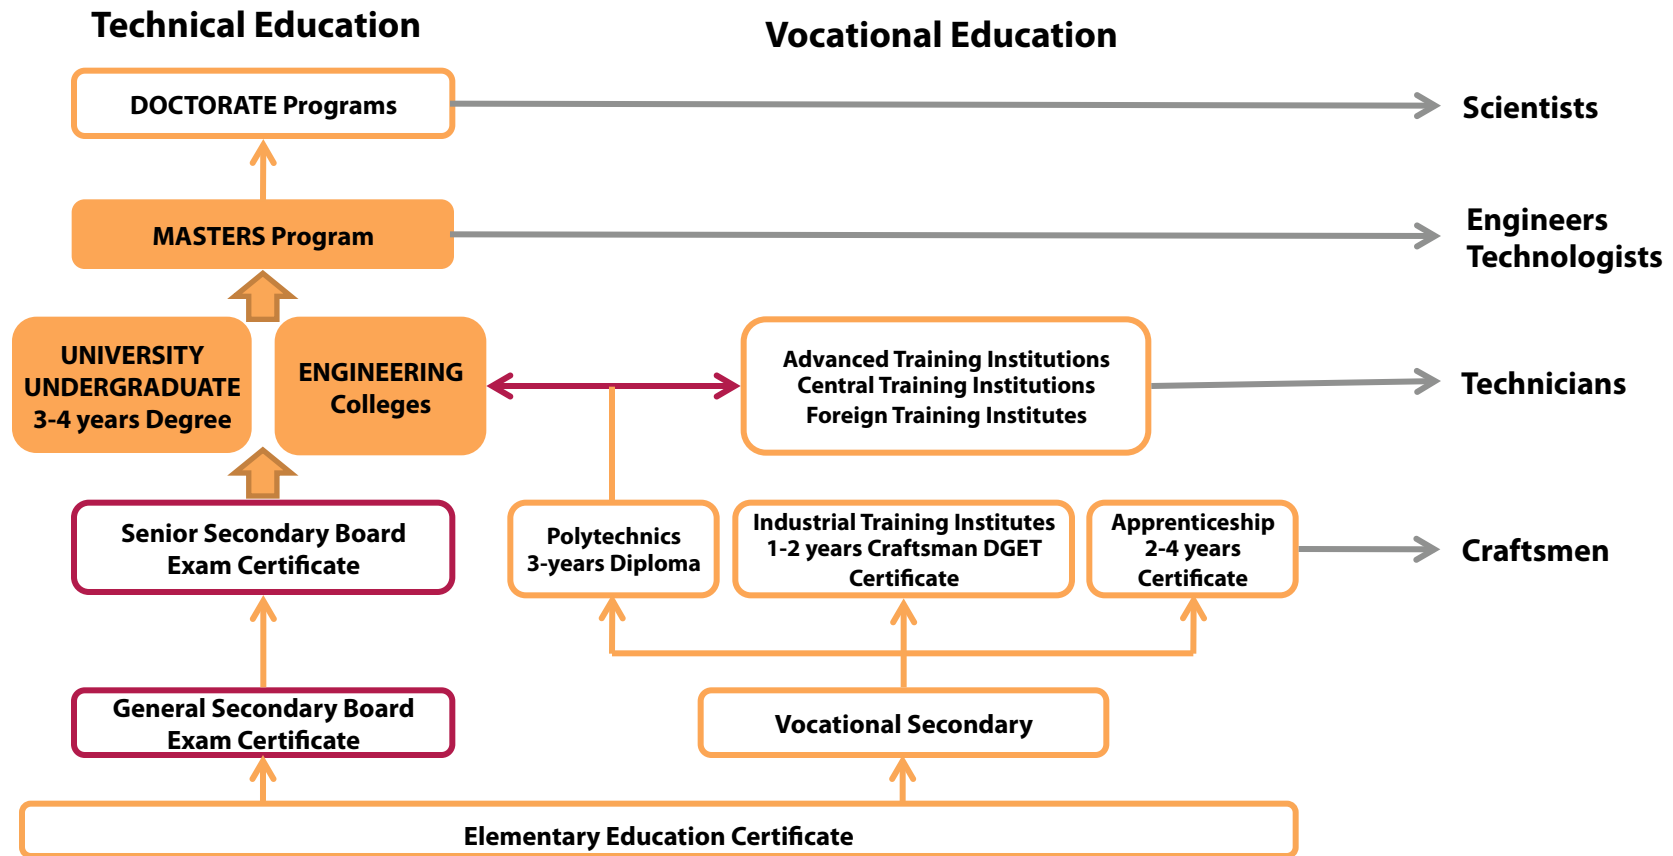 Technical Education
Vocational Education
DOCTORATE Programs
Scientists
MASTERS Program
Engineers
Technologists
UNIVERSITY
UNDERGRADUATE
3-4 years Degree
ENGINEERING
Colleges
Advanced Training Institutions
Central Training Institutions
Foreign Training Institutes
Technicians
Senior Secondary Board
Exam Certificate
Polytechnics
3-years Diploma
Industrial Training Institutes
1-2 years Craftsman DGET
Certificate
Apprenticeship
2-4 years
Certificate
Craftsmen
General Secondary Board
Exam Certificate
Vocational Secondary
Elementary Education Certificate